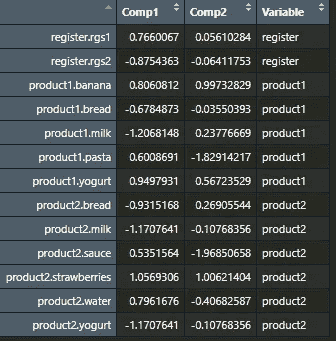 Comp1 Comp2 Variable
register.rgs1 0.7660067 0.05610284 register
register.rgs2 -0.8754363 -0.06411753 register
product1.banana 0.8060812 0.99732829 product1
product1.bread -0.6784873 -0.03550393 product1
product1.milk -1.2068148 0.23776669 product1
product1.pasta 0.6008691 -1.82914217 product1
product1.yogurt 0.9497931 0.56723529 product1
product2.bread -0.9315168 0.26905544 product2
product2.milk -1.1707641 -0.10768356 product2
product2.sauce 0.5351564 -1.96850658 product2
product2.strawberries 1.0569306 1.00621404 product2
product2.water 0.7961676 -0.40682587 product2
product2.yogurt -1.1707641 -0.10768356 product2